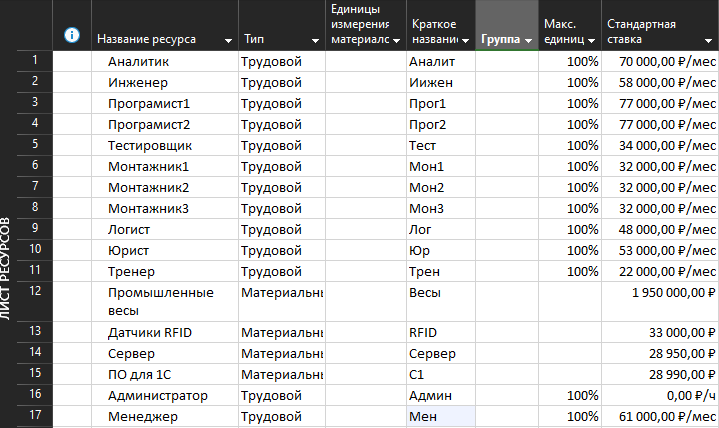 Название ресурса Тип Единицы измерения материалс Краткое названик Группа Макс. единиц Стандартная ставка
1 Аналитик Трудовой Аналит 100% 70 000,00 ₽/мес
2 Инженер Трудовой Иижен 100% 58 000,00 ₽/мес
3 Програмист1 Трудовой Прог1 100% 77 000,00 ₽/мес
4 Програмист2 Трудовой Прог2 100% 77 000,00 ₽/мес
5 Тестировщик Трудовой Тест 100% 34 000,00 ₽/мес
6 Монтажник1 Трудовой Мон1 100% 32 000,00 ₽/мес
7 Монтажник2 Трудовой Мон2 100% 32 000,00 ₽/мес
8 Монтажник3 Трудовой Мон3 100% 32 000,00 ₽/мес
9 Логист Трудовой Лог 100% 48 000,00 ₽/мес
10 Юрист Трудовой Юр 100% 53 000,00 ₽/мес
11 Тренер Трудовой Трен 100% 22 000,00 ₽/мес
12 Промышленные весы Материальны Весы 1 950 000,00 ₽
13 Датчики RFID Материальны RFID 33 000,00 ₽
14 Сервер Материальны Сервер 28 950,00 ₽
15 ПО для 1С Материальны С1 28 990,00 ₽
16 Администратор Трудовой Админ 100% 0,00 ₽/ч
17 Менеджер Трудовой Мен 100% 61 000,00 ₽/мес
ЛИСТ РЕСУРСОВ